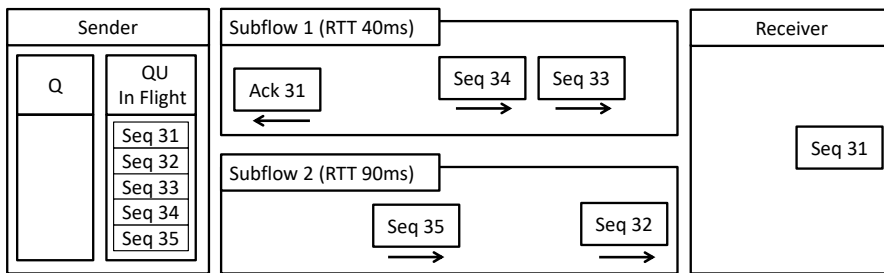 Sender
Q
QU
In Flight
Seq 31
Seq 32
Seq 33
Seq 34
Seq 35
Subflow 1 (RTT 40ms)
Ack 31
Seq 34
Seq 33
Subflow 2 (RTT 90ms)
Seq 35
Seq 32
Receiver
Seq 31